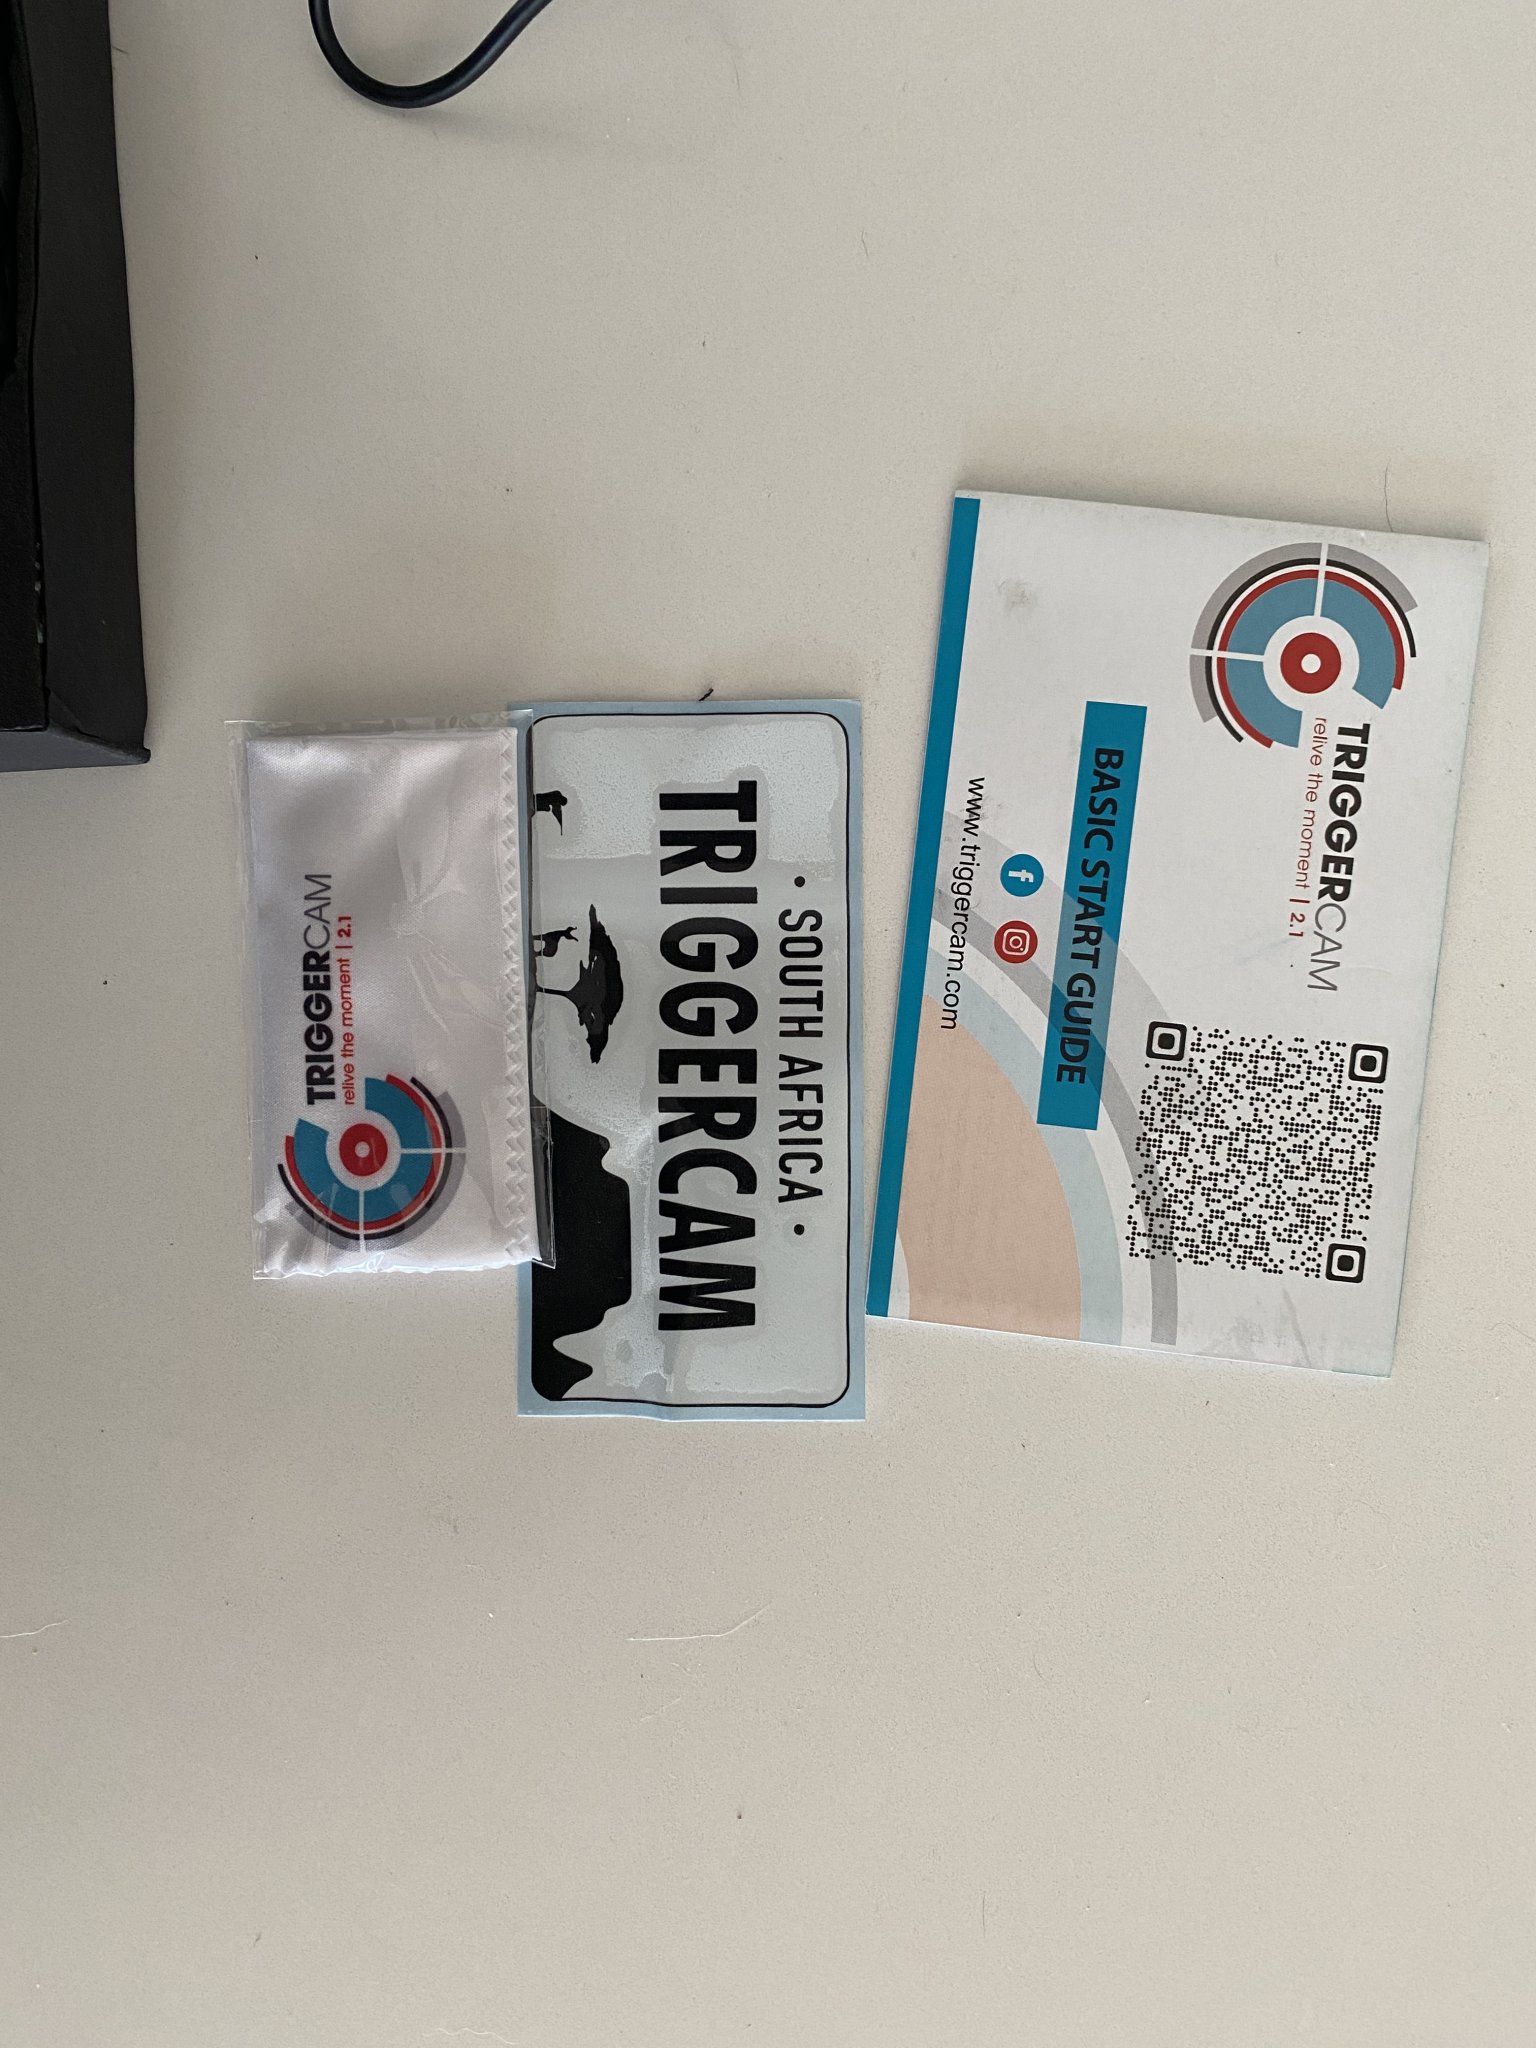 TRIGGERCAM
relive the moment | 2.1
BASIC START GUIDE
www.triggercam.com
• SOUTH AFRICA •
TRIGGERCAM
TRIGGERCAM
relive the moment | 2.1